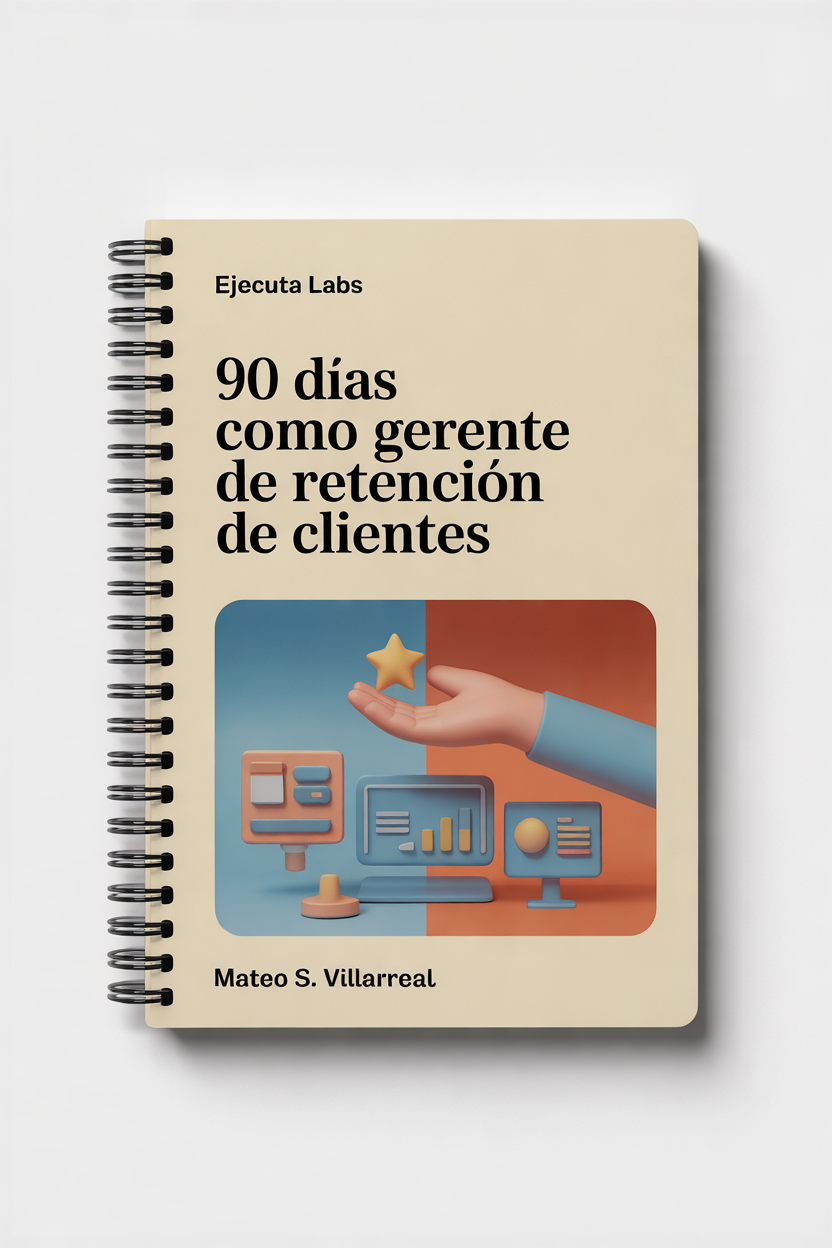 Ejecuta Labs
90 días
como gerente
de retención
de clientes
Mateo S. Villarreal